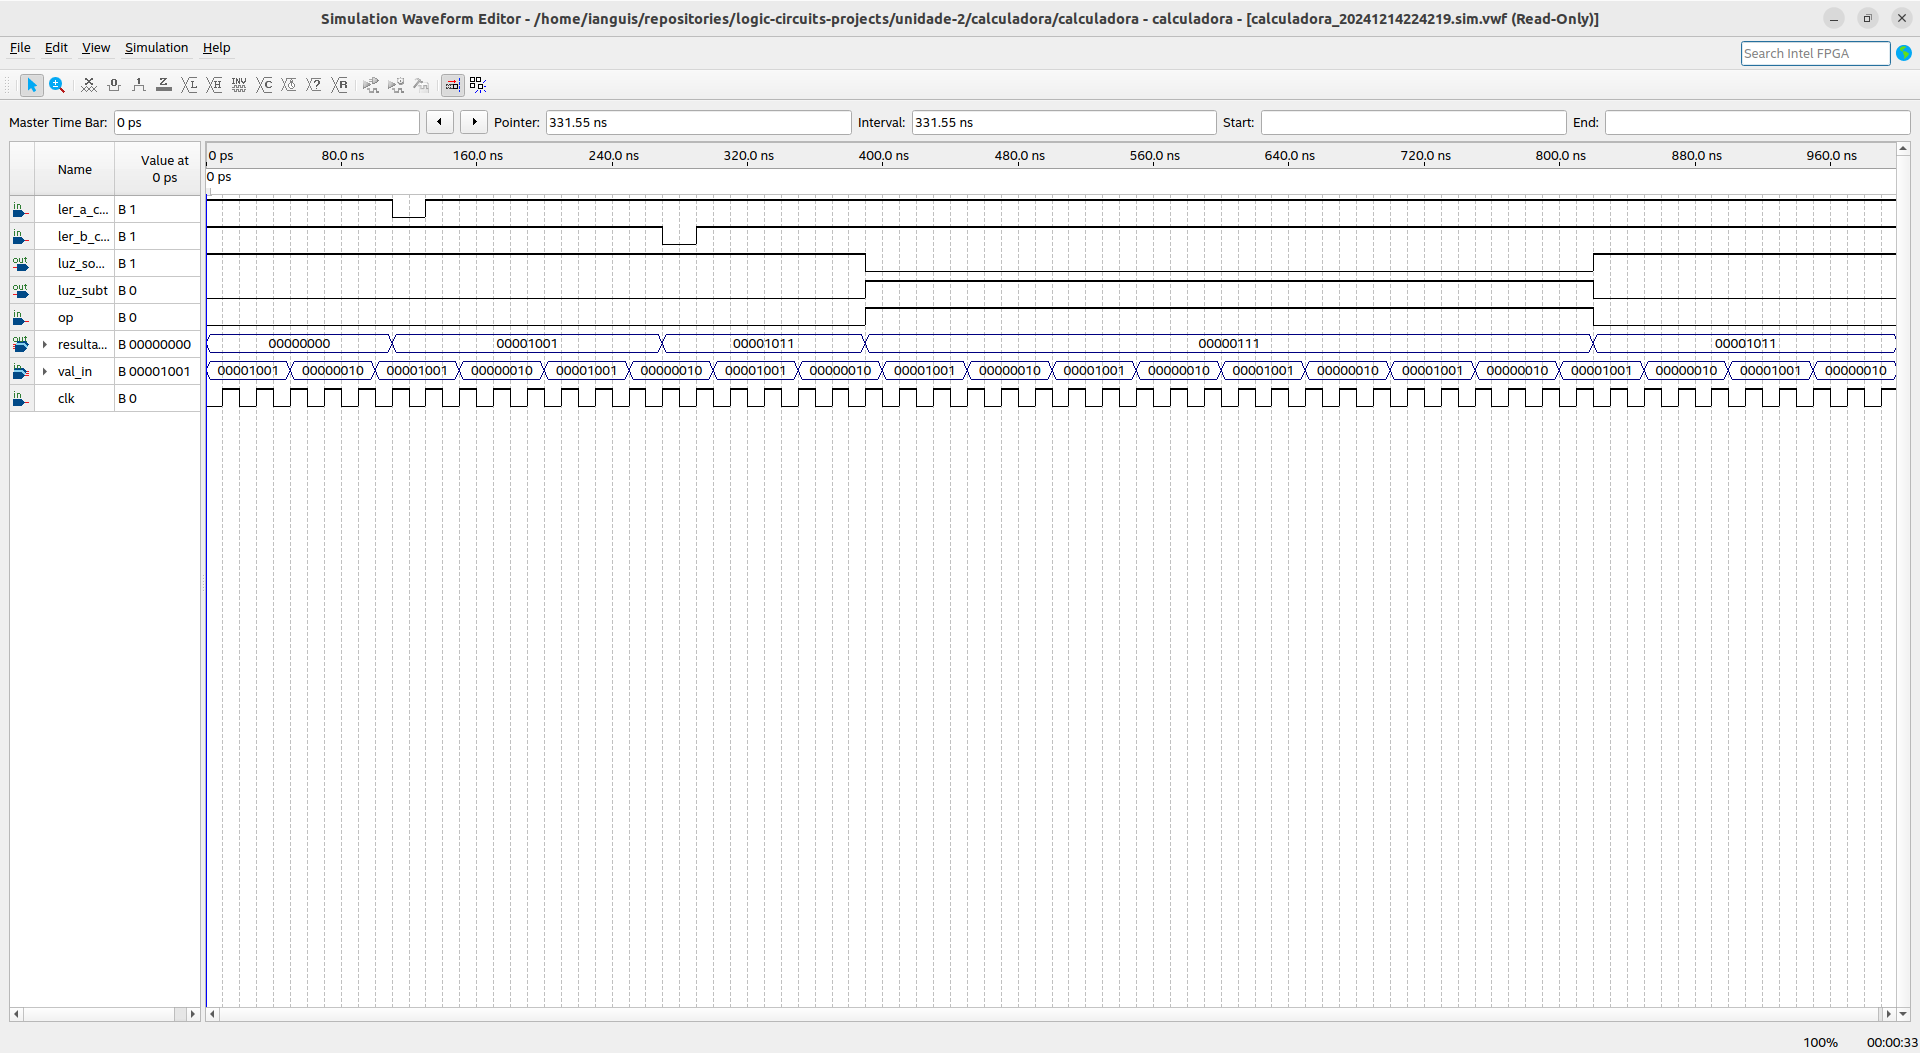 Simulation Waveform Editor - /home/ianguis/repositories/logic-circuits-projects/unidade-2/calculadora/calculadora - calculadora - [calculadora_20241214224219.sim.vwf (Read-Only)]
File Edit View Simulation Help
Search Intel FPGA
Master Time Bar: 0 ps Pointer: 331.55 ns Interval: 331.55 ns Start: End:
Name Value at 0 ps
0 ps 80.0 ns 160.0 ns 240.0 ns 320.0 ns 400.0 ns 480.0 ns 560.0 ns 640.0 ns 720.0 ns 800.0 ns 880.0 ns 960.0 ns
0 ps
in ler_a_c... B 1
in ler_b_c... B 1
out luz_so... B 1
out luz_subt B 0
in op B 0
out resulta... B 00000000 00000000 00001001 00001011 00000111 00001011
in val_in B 00001001 00001001 00000010 00001001 00000010 00001001 00000010 00001001 00000010 00001001 00000010 00001001 00000010 00001001 00000010 00001001 00000010 00001001 00000010 00001001 00000010
in clk B 0
100% 00:00:33